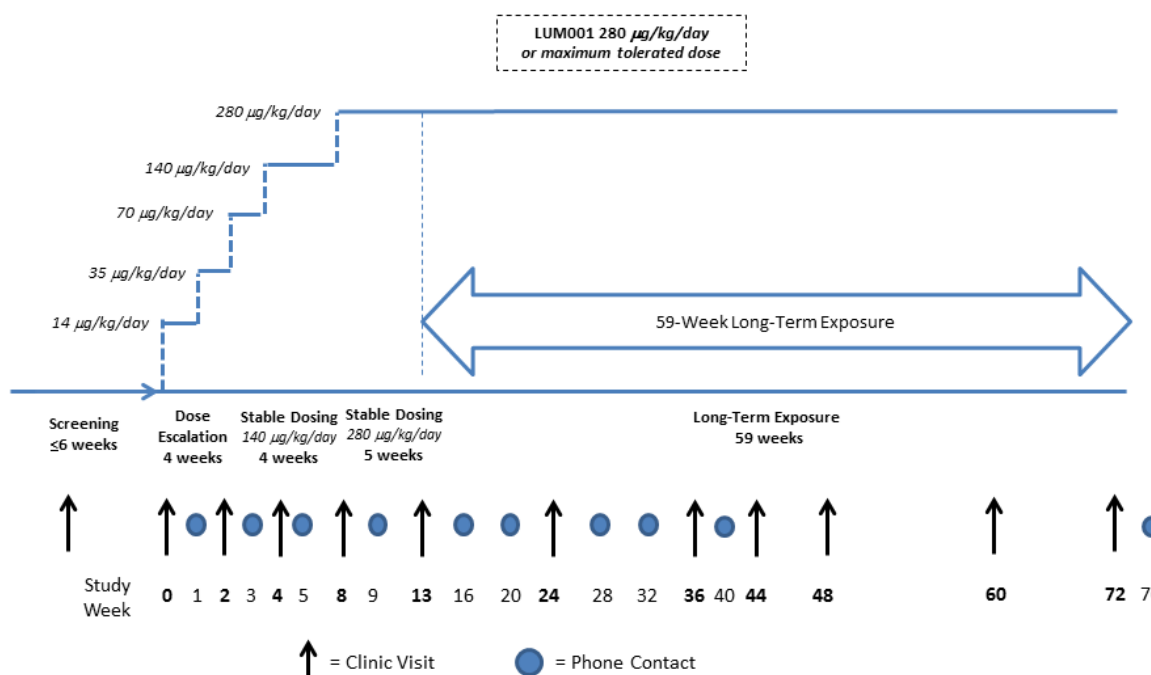 LUM001 280 µg/kg/day
or maximum tolerated dose
280 µg/kg/day
140 µg/kg/day
70 µg/kg/day
35 µg/kg/day
14 µg/kg/day
59-Week Long-Term Exposure
Screening
≤6 weeks
Dose
Escalation
4 weeks
Stable Dosing
140 µg/kg/day
4 weeks
Stable Dosing
280 µg/kg/day
5 weeks
Long-Term Exposure
59 weeks
Study
Week
0 1 2 3 4 5 8 9 13 16 20 24 28 32 36 40 44 48 60 72
= Clinic Visit
= Phone Contact